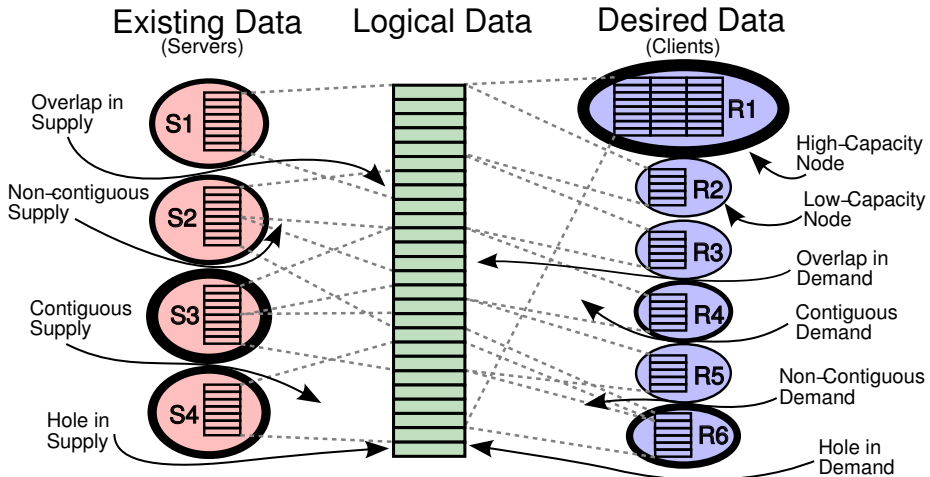 Existing Data
(Servers)
Logical Data
Desired Data
(Clients)
Overlap in
Supply
Non-contiguous
Supply
Contiguous
Supply
Hole in
Supply
S1
S2
S3
S4
R1
R2
R3
R4
R5
R6
High-Capacity
Node
Low-Capacity
Node
Overlap in
Demand
Contiguous
Demand
Non-Contiguous
Demand
Hole in
Demand